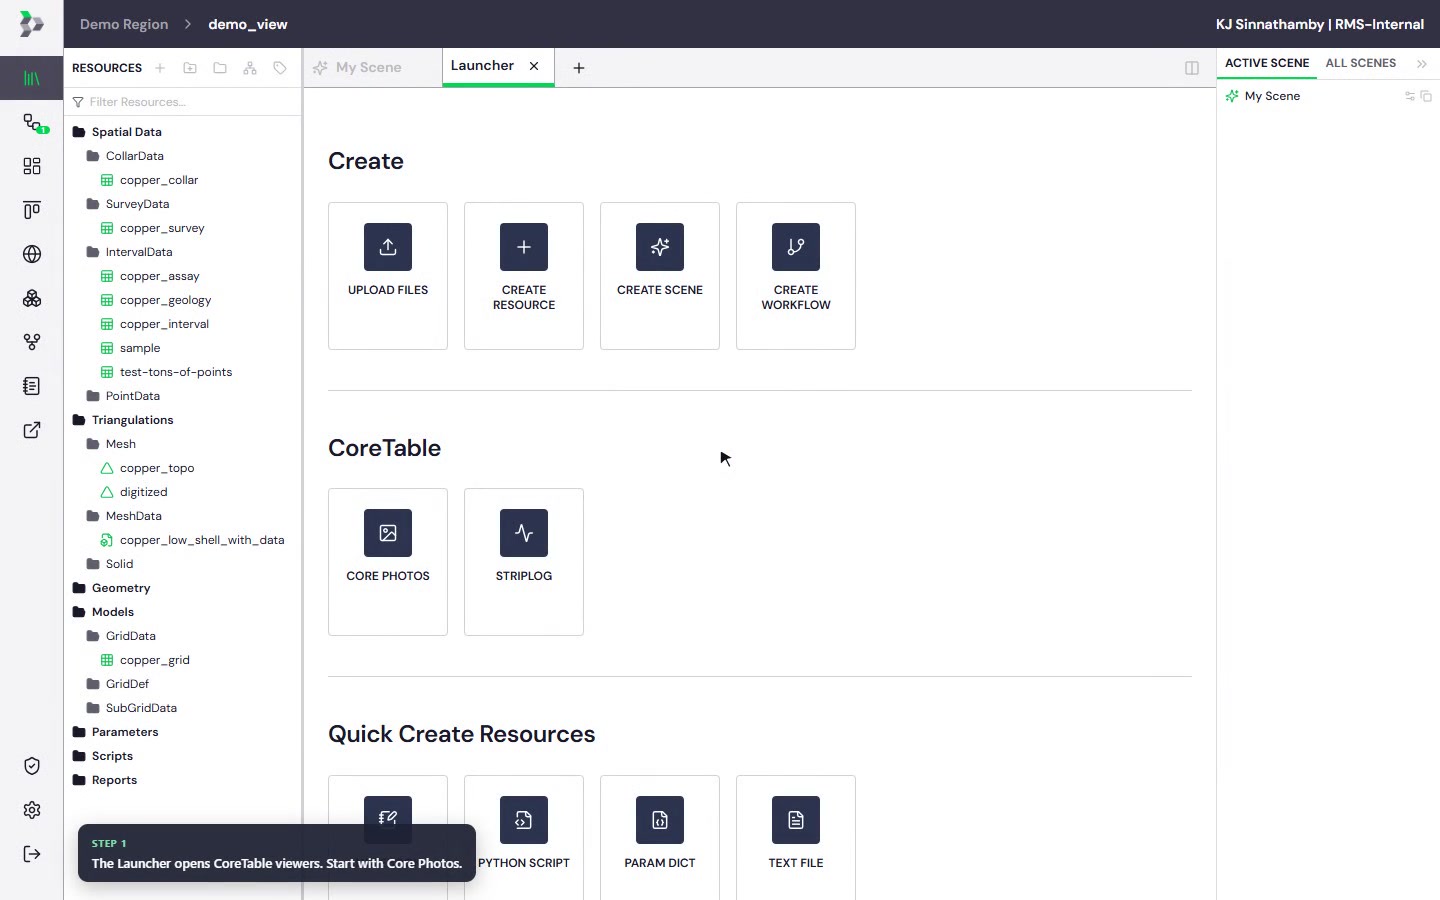 Demo Region > demo_view
KJ Sinnathamby | RMS-Internal
RESOURCES
Filter Resources...
Spatial Data
CollarData
copper_collar
SurveyData
copper_survey
IntervalData
copper_assay
copper_geology
copper_interval
sample
test-tons-of-points
PointData
Triangulations
Mesh
copper_topo
digitized
MeshData
copper_low_shell_with_data
Solid
Geometry
Models
GridData
copper_grid
GridDef
SubGridData
Parameters
Scripts
Reports
1
My Scene
Launcher
Create
UPLOAD FILES
CREATE
RESOURCE
CREATE SCENE
CREATE
WORKFLOW
CoreTable
CORE PHOTOS
STRIPLOG
Quick Create Resources
PYTHON SCRIPT
PARAM DICT
TEXT FILE
STEP 1
The Launcher opens CoreTable viewers. Start with Core Photos.
ACTIVE SCENE
ALL SCENES
My Scene